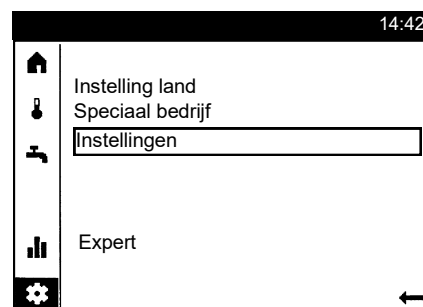 14:42
Instelling land
Speciaal bedrijf
Instellingen
Expert